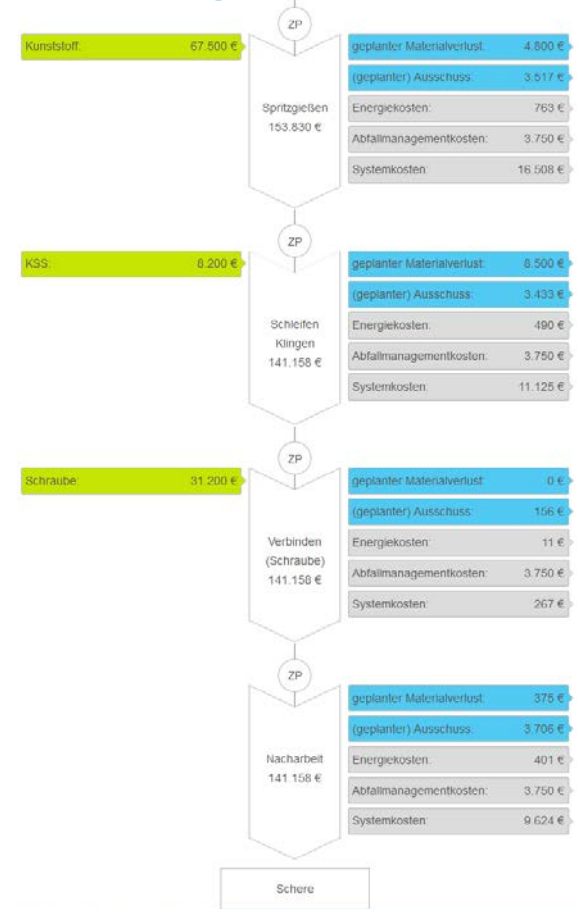 ZP
Kunststoff: 67.500 €
geplanter Materialverlust: 4.800 €
(geplanter) Ausschuss: 3.517 €
Spritzgießen
153.830 €
Energiekosten: 763 €
Abfallmanagementkosten: 3.750 €
Systemkosten: 16.508 €
ZP
KSS: 8.200 €
geplanter Materialverlust: 8.500 €
(geplanter) Ausschuss: 3.433 €
Schleifen
Klingen
141.158 €
Energiekosten: 490 €
Abfallmanagementkosten: 3.750 €
Systemkosten: 11.125 €
ZP
Schraube: 31.200 €
geplanter Materialverlust: 0 €
(geplanter) Ausschuss: 156 €
Verbinden
(Schraube)
141.158 €
Energiekosten: 11 €
Abfallmanagementkosten: 3.750 €
Systemkosten: 267 €
ZP
geplanter Materialverlust: 375 €
(geplanter) Ausschuss: 3.706 €
Nacharbeit
141.158 €
Energiekosten: 401 €
Abfallmanagementkosten: 3.750 €
Systemkosten: 9.624 €
Schere